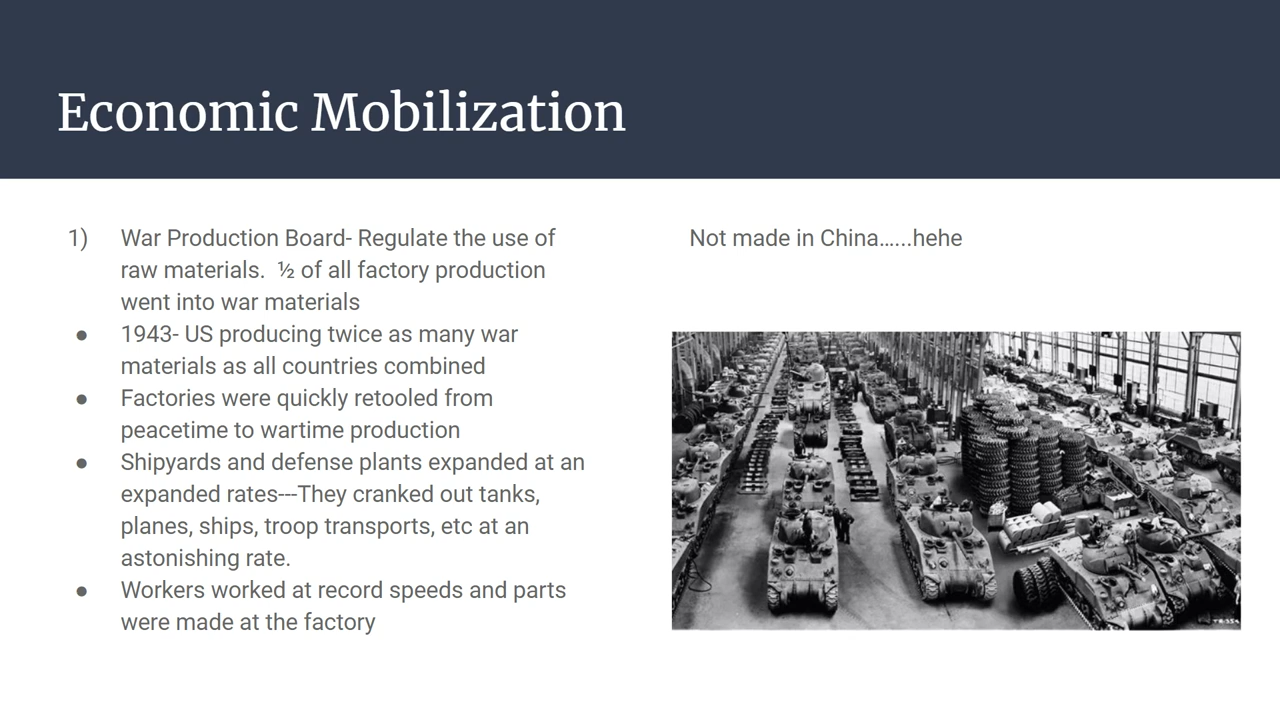 Economic Mobilization
1) War Production Board- Regulate the use of
raw materials.  ½ of all factory production
went into war materials
● 1943- US producing twice as many war
materials as all countries combined
● Factories were quickly retooled from
peacetime to wartime production
● Shipyards and defense plants expanded at an
expanded rates---They cranked out tanks,
planes, ships, troop transports, etc at an
astonishing rate.
● Workers worked at record speeds and parts
were made at the factory
Not made in China…...hehe